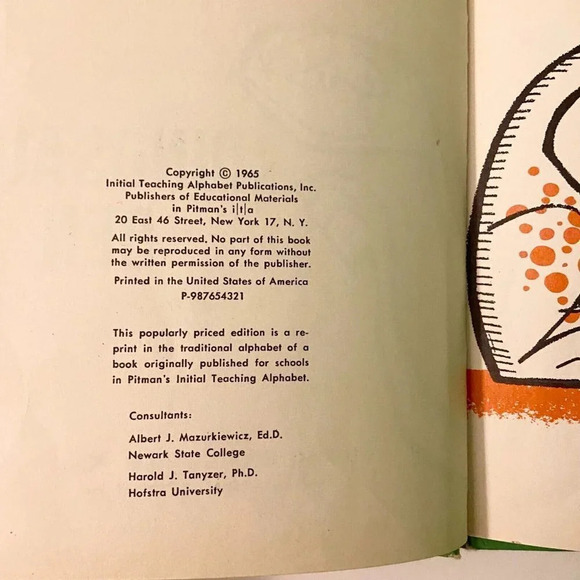 Copyright © 1965
Initial Teaching Alphabet Publications, Inc.
Publishers of Educational Materials
in Pitman's i|t|a
20 East 46 Street, New York 17, N. Y.
All rights reserved. No part of this book
may be reproduced in any form without
the written permission of the publisher.
Printed in the United States of America
P-987654321
This popularly priced edition is a re-
print in the traditional alphabet of a
book originally published for schools
in Pitman's Initial Teaching Alphabet.
Consultants:
Albert J. Mazurkiewicz, Ed.D.
Newark State College
Harold J. Tanyzer, Ph.D.
Hofstra University